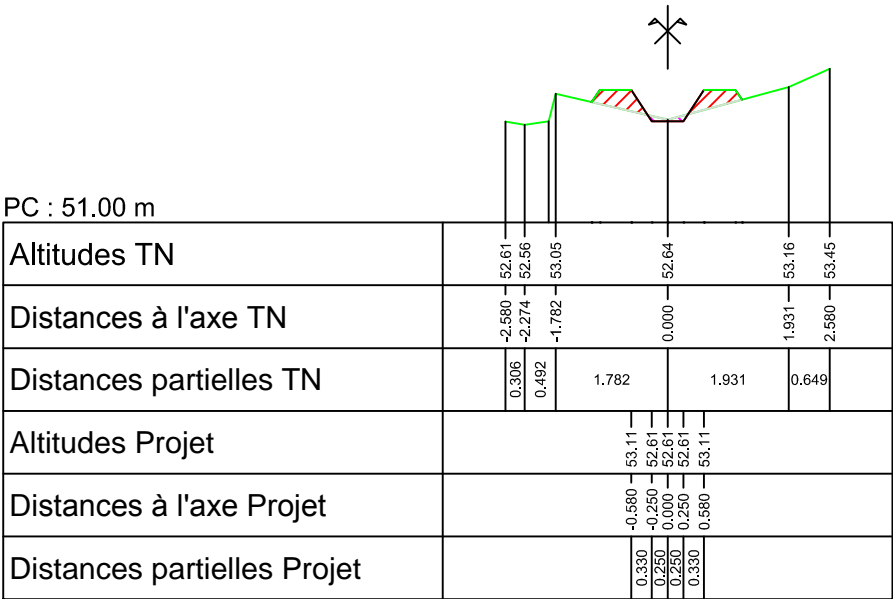 PC : 51.00 m
Altitudes TN 52.61 52.56 53.05 52.64 53.16 53.45
Distances à l'axe TN -2.580 -2.274 -1.782 0.000 1.931 2.580
Distances partielles TN 0.306 0.492 1.782 1.931 0.649
Altitudes Projet 53.11 52.61 52.61 52.61 53.11
Distances à l'axe Projet -0.580 -0.250 0.000 0.250 0.580
Distances partielles Projet 0.330 0.250 0.250 0.330